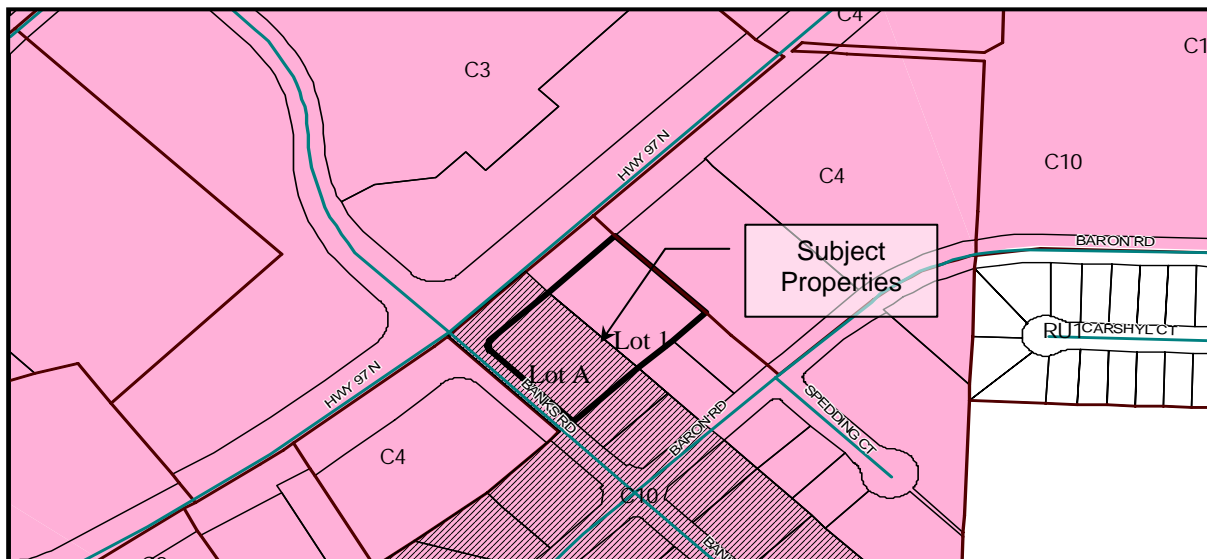 C4
C1
C3
HWY 97 N
C10
C4
Subject
Properties
BARON RD
RU1
CARSHYL CT
Lot 1
Lot A
HWY 97 N
BANKS RD
BARON RD
SPEDDING CT
C4
C10